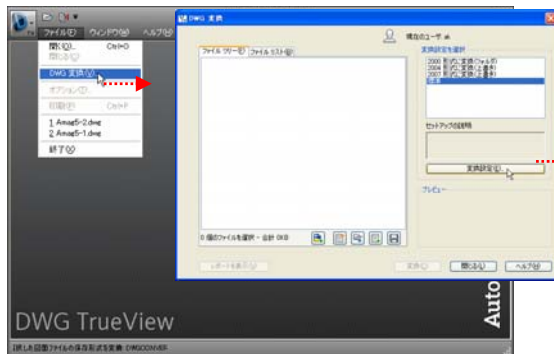 ファイル(F) ウィンドウ(W) ヘルプ(H)
開く(O)... Ctrl+O
閉じる(C)
DWG 変換(V)...
オプション(O)...
印刷(P) Ctrl+P
1 Amag5-2.dwg
2 Amag5-1.dwg
終了(X)
DWG TrueView
選択した図面ファイルの保存形式を変換: DWGCONVERT
Auto
DWG 変換
現在のユーザ
ファイル ツリー(F) ファイル リスト(I)
0 個のファイルを選択 - 合計 0KB
レポートを表示(V)
変換設定を選択
2000 形式に変換(フォルダ)
2004 形式に変換(上書き)
2007 形式に変換(上書き)
標準
セットアップの説明
変換設定(C)...
プレビュー
変換(C) 閉じる(L) ヘルプ(H)